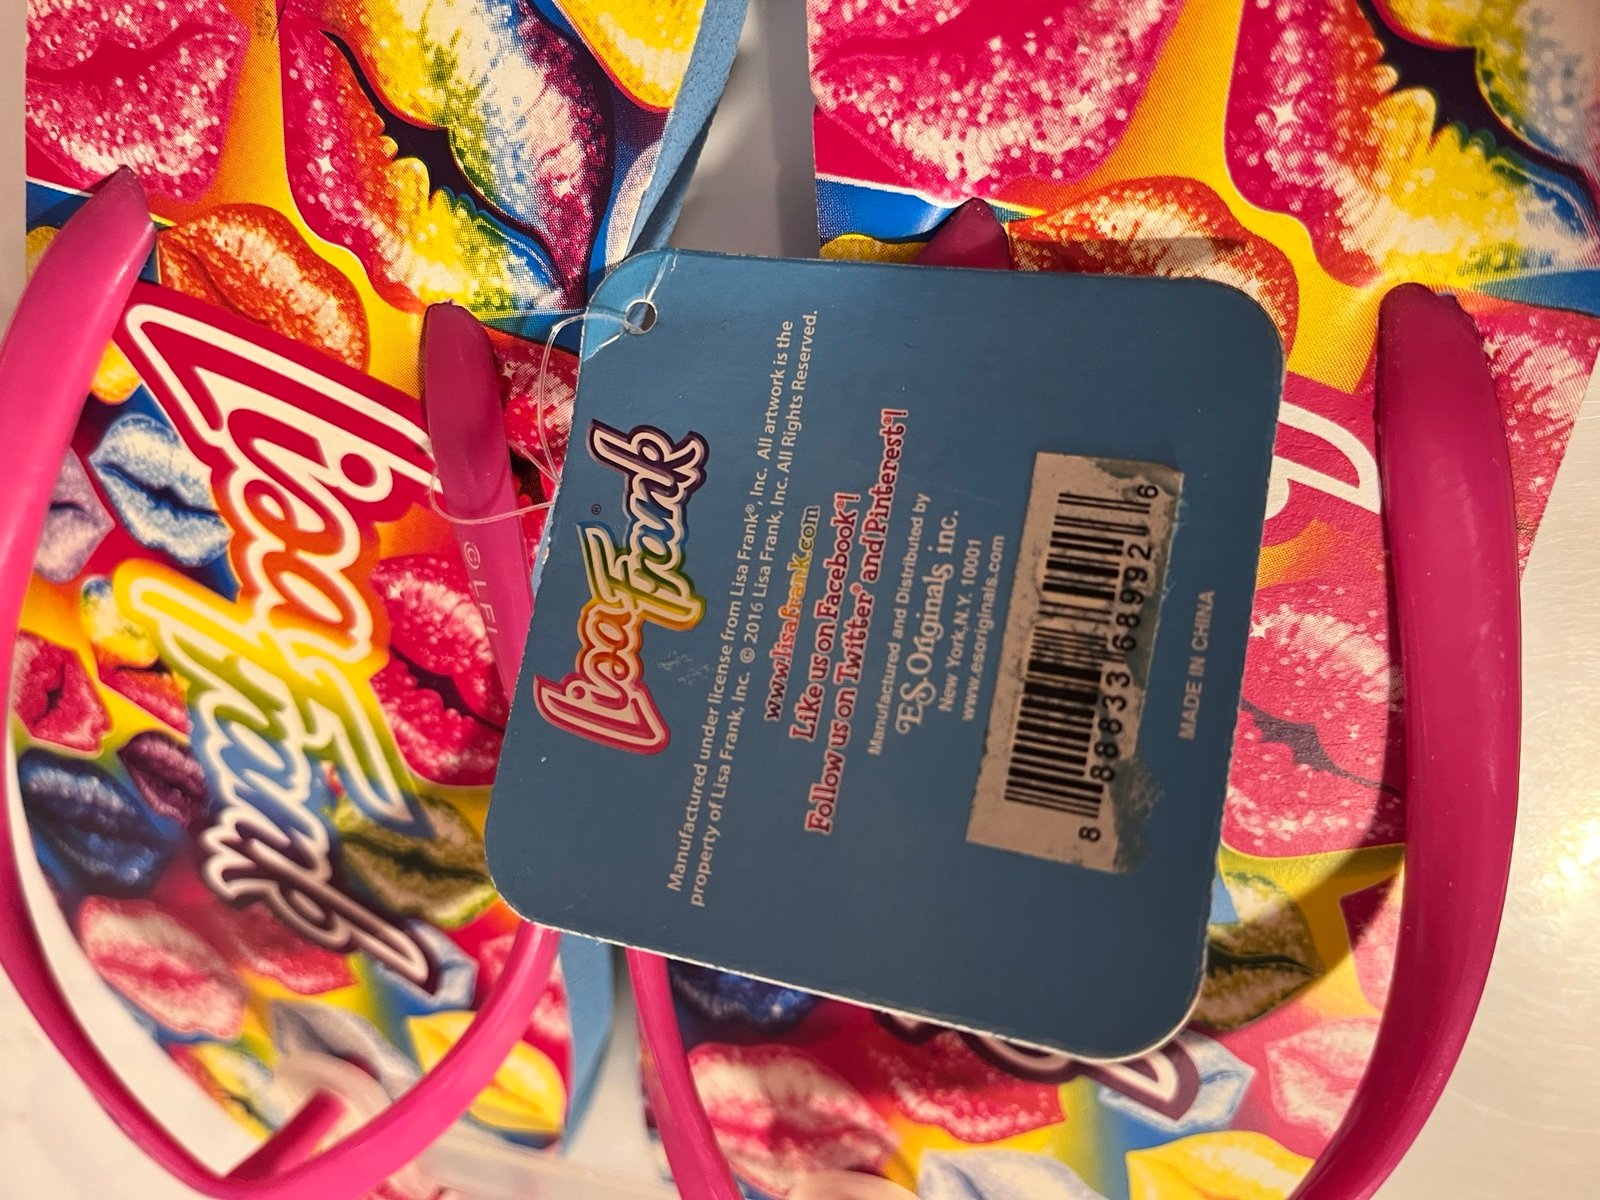 Lisa
Frank
© LFI
Lisa Frank®
Manufactured under license from Lisa Frank®, Inc. All artwork is the
property of Lisa Frank, Inc. © 2016 Lisa Frank, Inc. All Rights Reserved.
www.lisafrank.com
Like us on Facebook®!
Follow us on Twitter® and Pinterest®!
Manufactured and Distributed by
E.S. Originals inc.
New York, N.Y. 10001
www.esoriginals.com
8 88833 68992 6
MADE IN CHINA